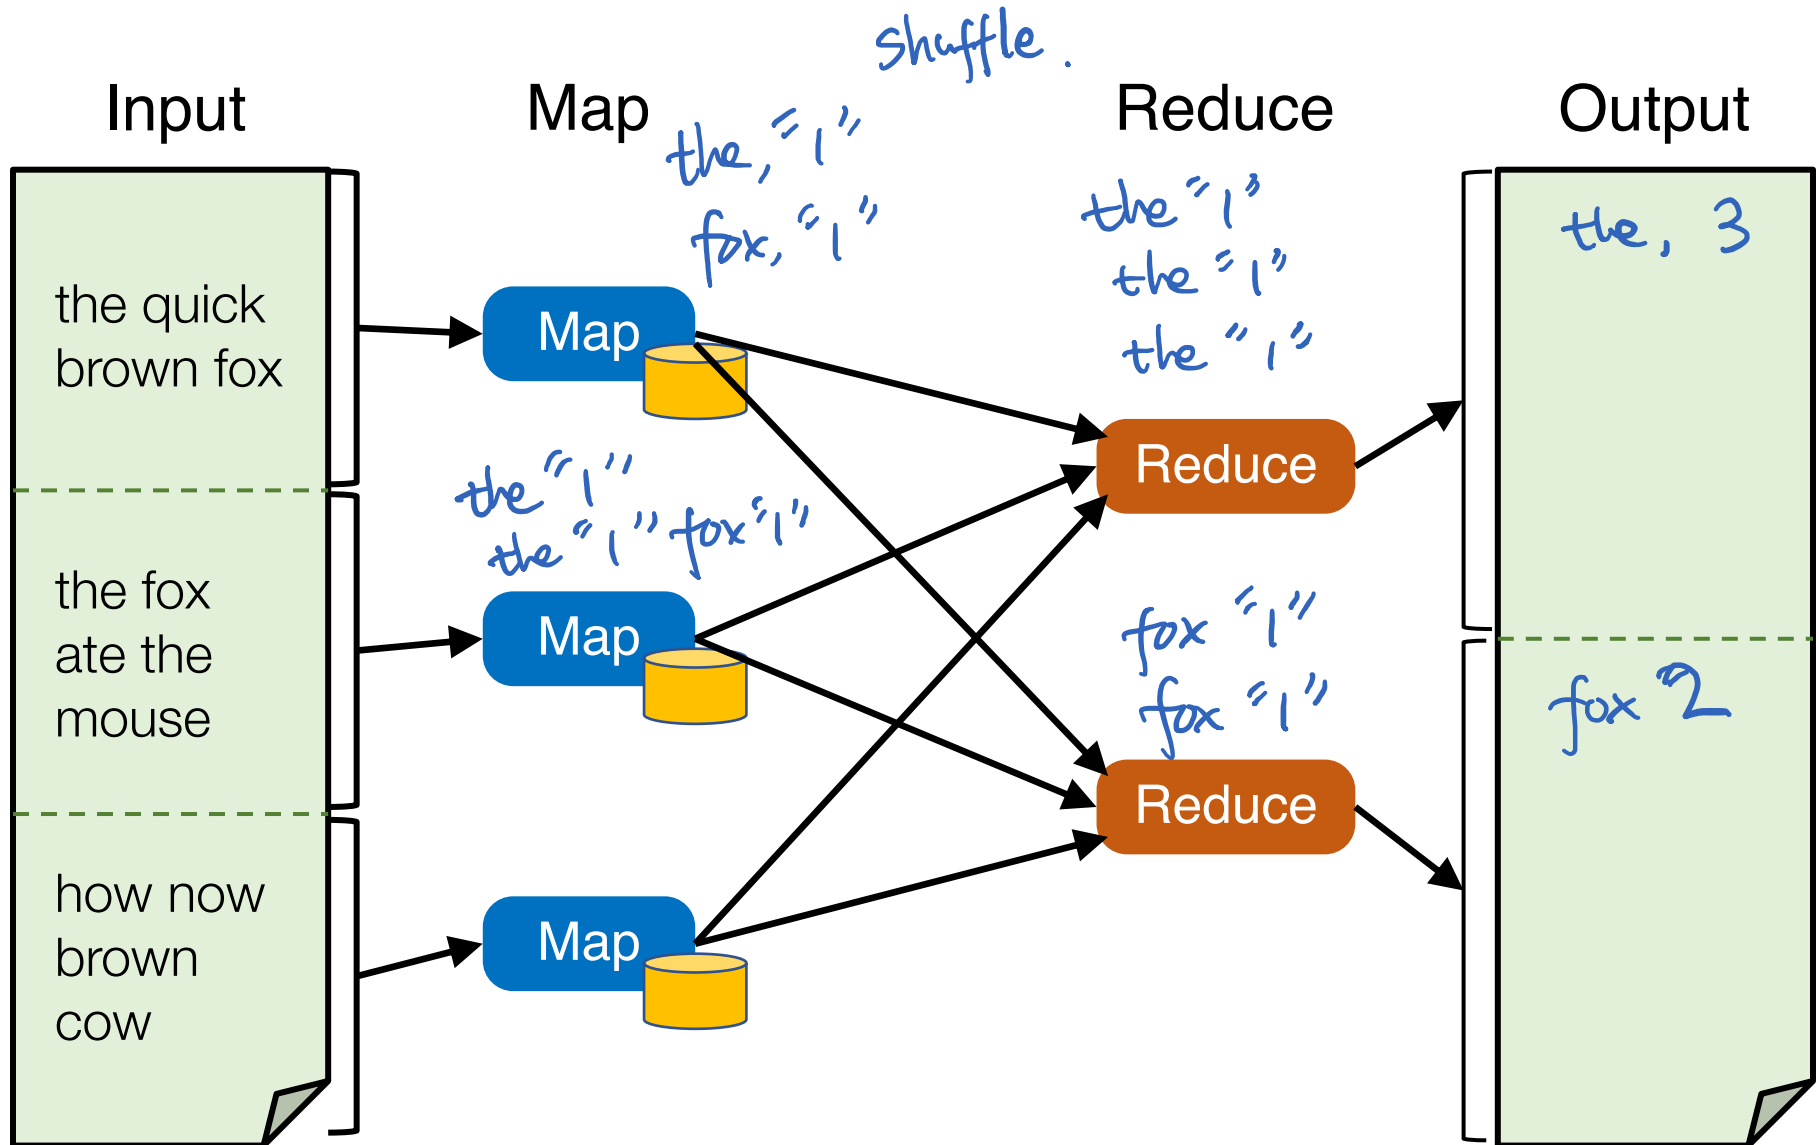 shuffle.
Input
Map
Reduce
Output
the, "1"
fox, "1"
the "1"
the "1"
the "1"
the, 3
the quick
brown fox
Map
Reduce
the "1"
the "1" fox "1"
the fox
ate the
mouse
Map
fox "1"
fox "1"
fox 2
Reduce
how now
brown
cow
Map